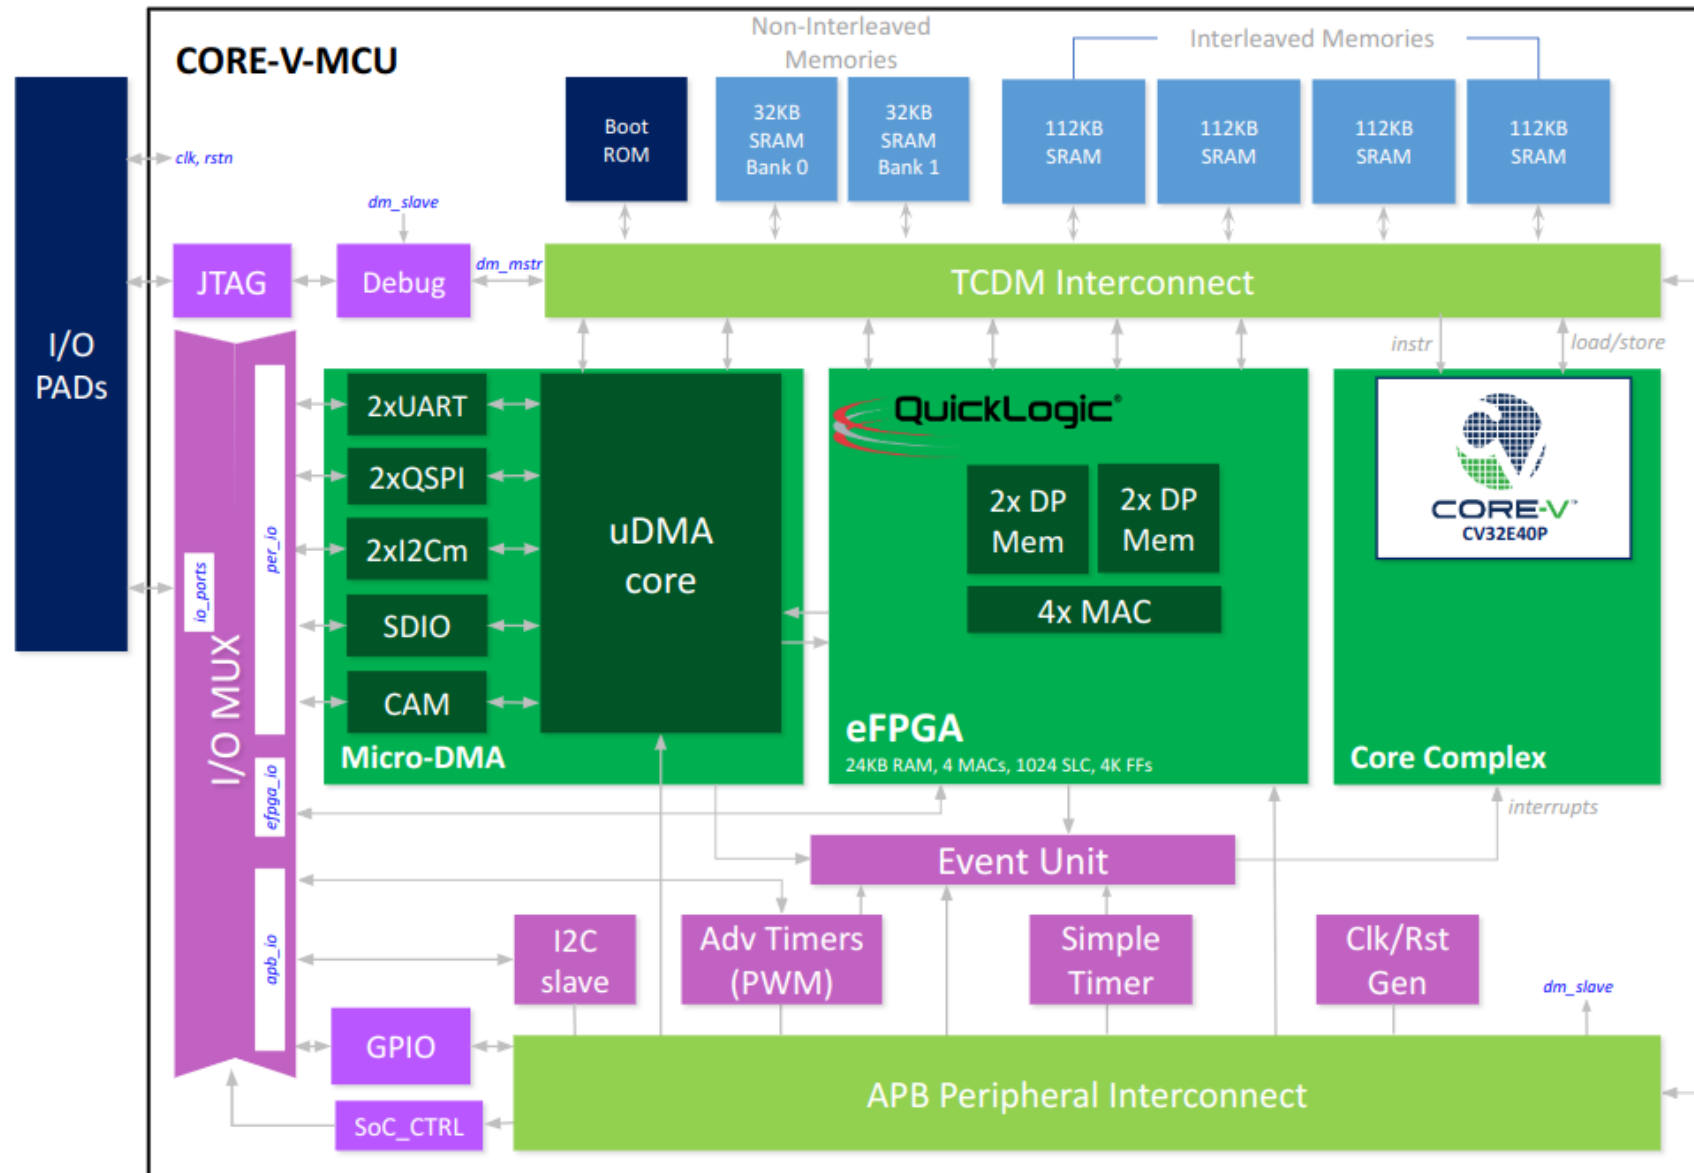 CORE-V-MCU
Non-Interleaved
Memories
Interleaved Memories
Boot
ROM
32KB
SRAM
Bank 0
32KB
SRAM
Bank 1
112KB
SRAM
112KB
SRAM
112KB
SRAM
112KB
SRAM
clk, rstn
dm_slave
I/O
PADs
JTAG
Debug
dm_mstr
TCDM Interconnect
instr
load/store
2xUART
2xQSPI
2xI2Cm
SDIO
CAM
uDMA
core
Micro-DMA
QuickLogic®
2x DP
Mem
2x DP
Mem
4x MAC
eFPGA
24KB RAM, 4 MACs, 1024 SLC, 4K FFs
CORE-V™
CV32E40P
Core Complex
per_io
io_ports
I/O MUX
efpga_io
apb_io
interrupts
Event Unit
I2C
slave
Adv Timers
(PWM)
Simple
Timer
Clk/Rst
Gen
dm_slave
GPIO
SoC_CTRL
APB Peripheral Interconnect